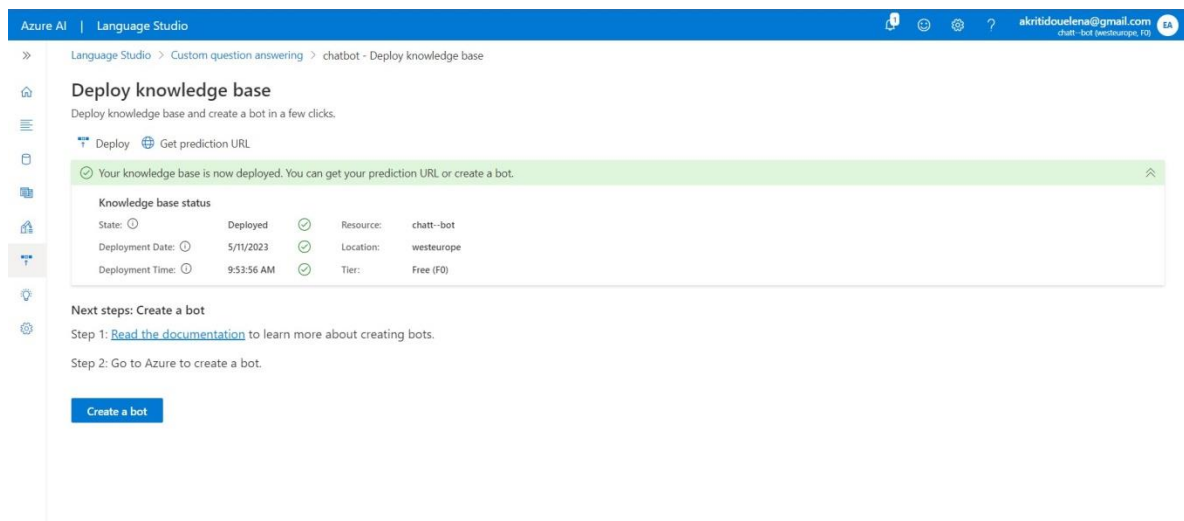 Azure AI | Language Studio
1
akritidouelena@gmail.com
chatt--bot (westeurope, F0)
EA
Language Studio > Custom question answering > chatbot - Deploy knowledge base
Deploy knowledge base
Deploy knowledge base and create a bot in a few clicks.
Deploy Get prediction URL
Your knowledge base is now deployed. You can get your prediction URL or create a bot.
Knowledge base status
State: Deployed Resource: chatt--bot
Deployment Date: 5/11/2023 Location: westeurope
Deployment Time: 9:53:56 AM Tier: Free (F0)
Next steps: Create a bot
Step 1: Read the documentation to learn more about creating bots.
Step 2: Go to Azure to create a bot.
Create a bot